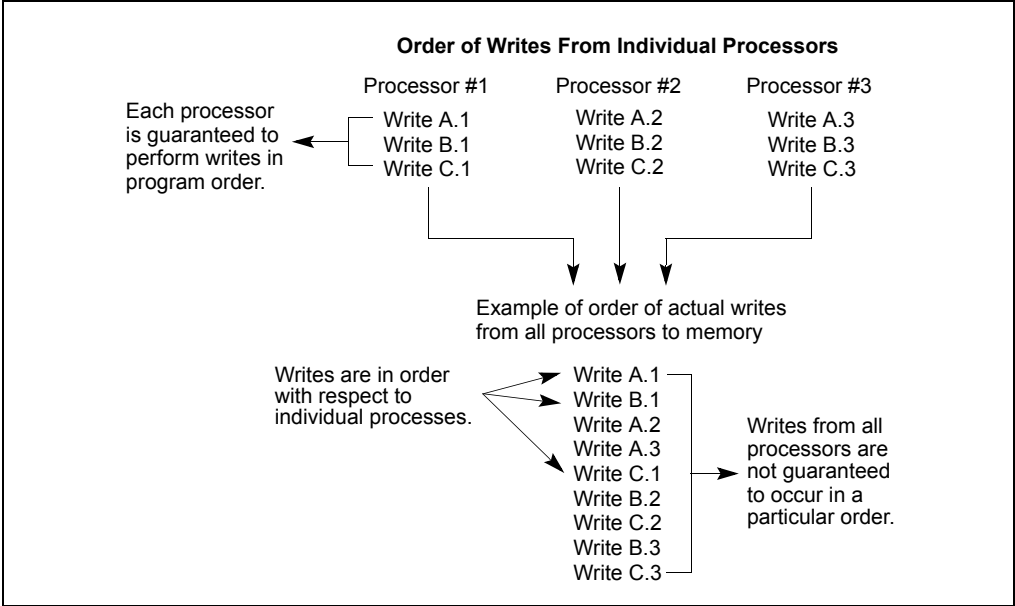 Order of Writes From Individual Processors
Processor #1
Processor #2
Processor #3
Each processor
is guaranteed to
perform writes in
program order.
Write A.1
Write B.1
Write C.1
Write A.2
Write B.2
Write C.2
Write A.3
Write B.3
Write C.3
Example of order of actual writes
from all processors to memory
Writes are in order
with respect to
individual processes.
Write A.1
Write B.1
Write A.2
Write A.3
Write C.1
Write B.2
Write C.2
Write B.3
Write C.3
Writes from all
processors are
not guaranteed
to occur in a
particular order.